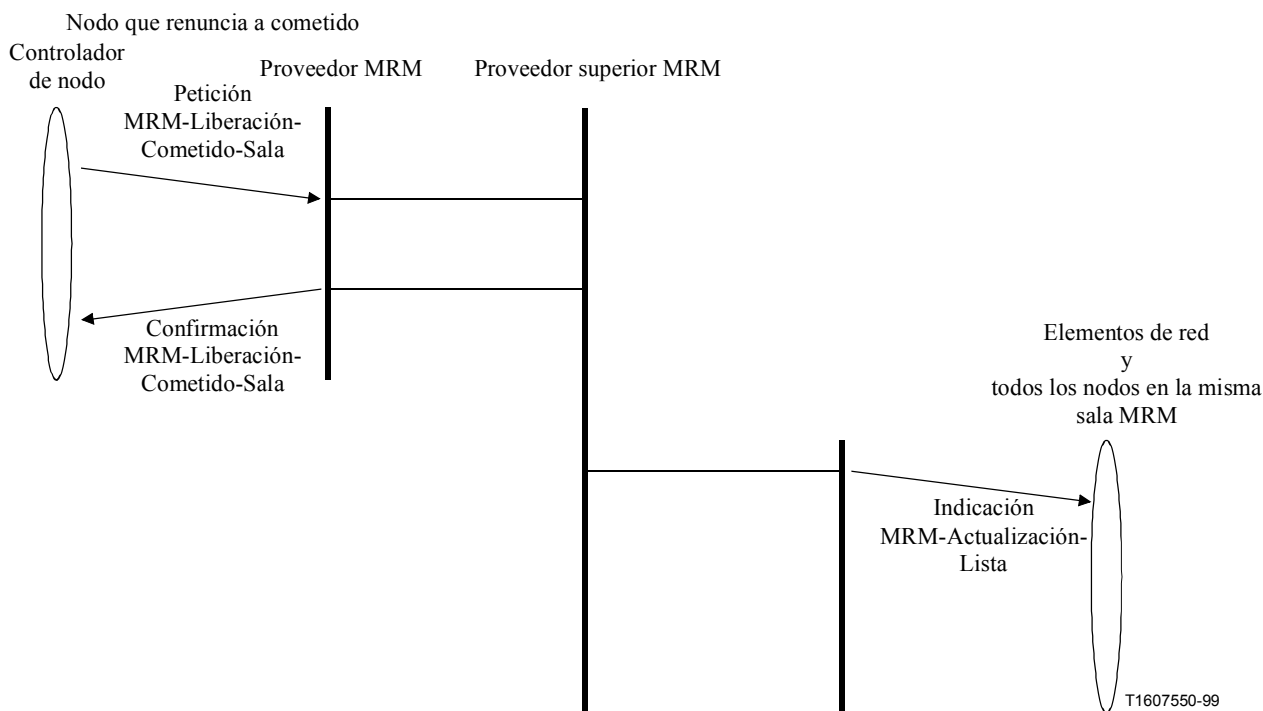 Nodo que renuncia a cometido
Controlador
de nodo
Proveedor MRM
Proveedor superior MRM
Petición
MRM-Liberación-
Cometido-Sala
Confirmación
MRM-Liberación-
Cometido-Sala
Elementos de red
y
todos los nodos en la misma
sala MRM
Indicación
MRM-Actualización-
Lista
T1607550-99